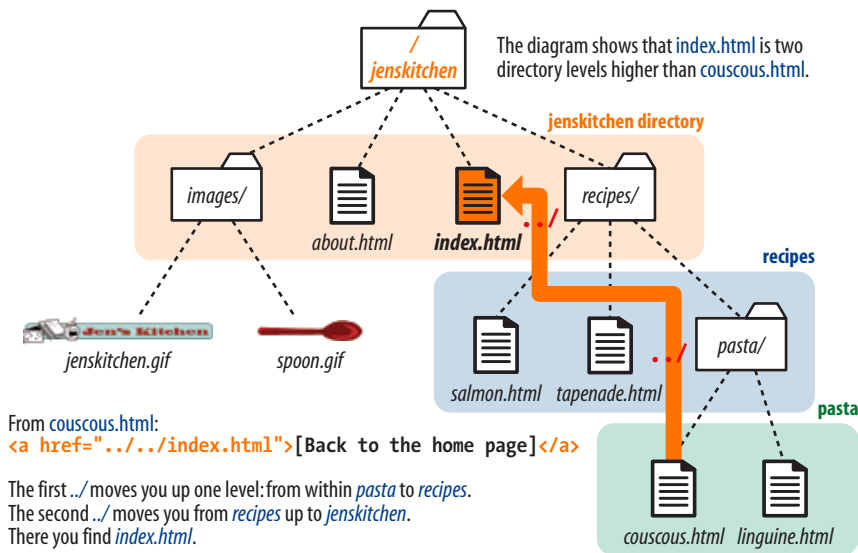 /
jenskitchen
The diagram shows that index.html is two
directory levels higher than couscous.html.
jenskitchen directory
images/
about.html
index.html
../
recipes/
recipes
Jen's Kitchen
jenskitchen.gif
spoon.gif
salmon.html
tapenade.html
../
pasta/
pasta
From couscous.html:
<a href="../../index.html">[Back to the home page]</a>
The first ../ moves you up one level: from within pasta to recipes.
The second ../ moves you from recipes up to jenskitchen.
There you find index.html.
couscous.html
linguine.html